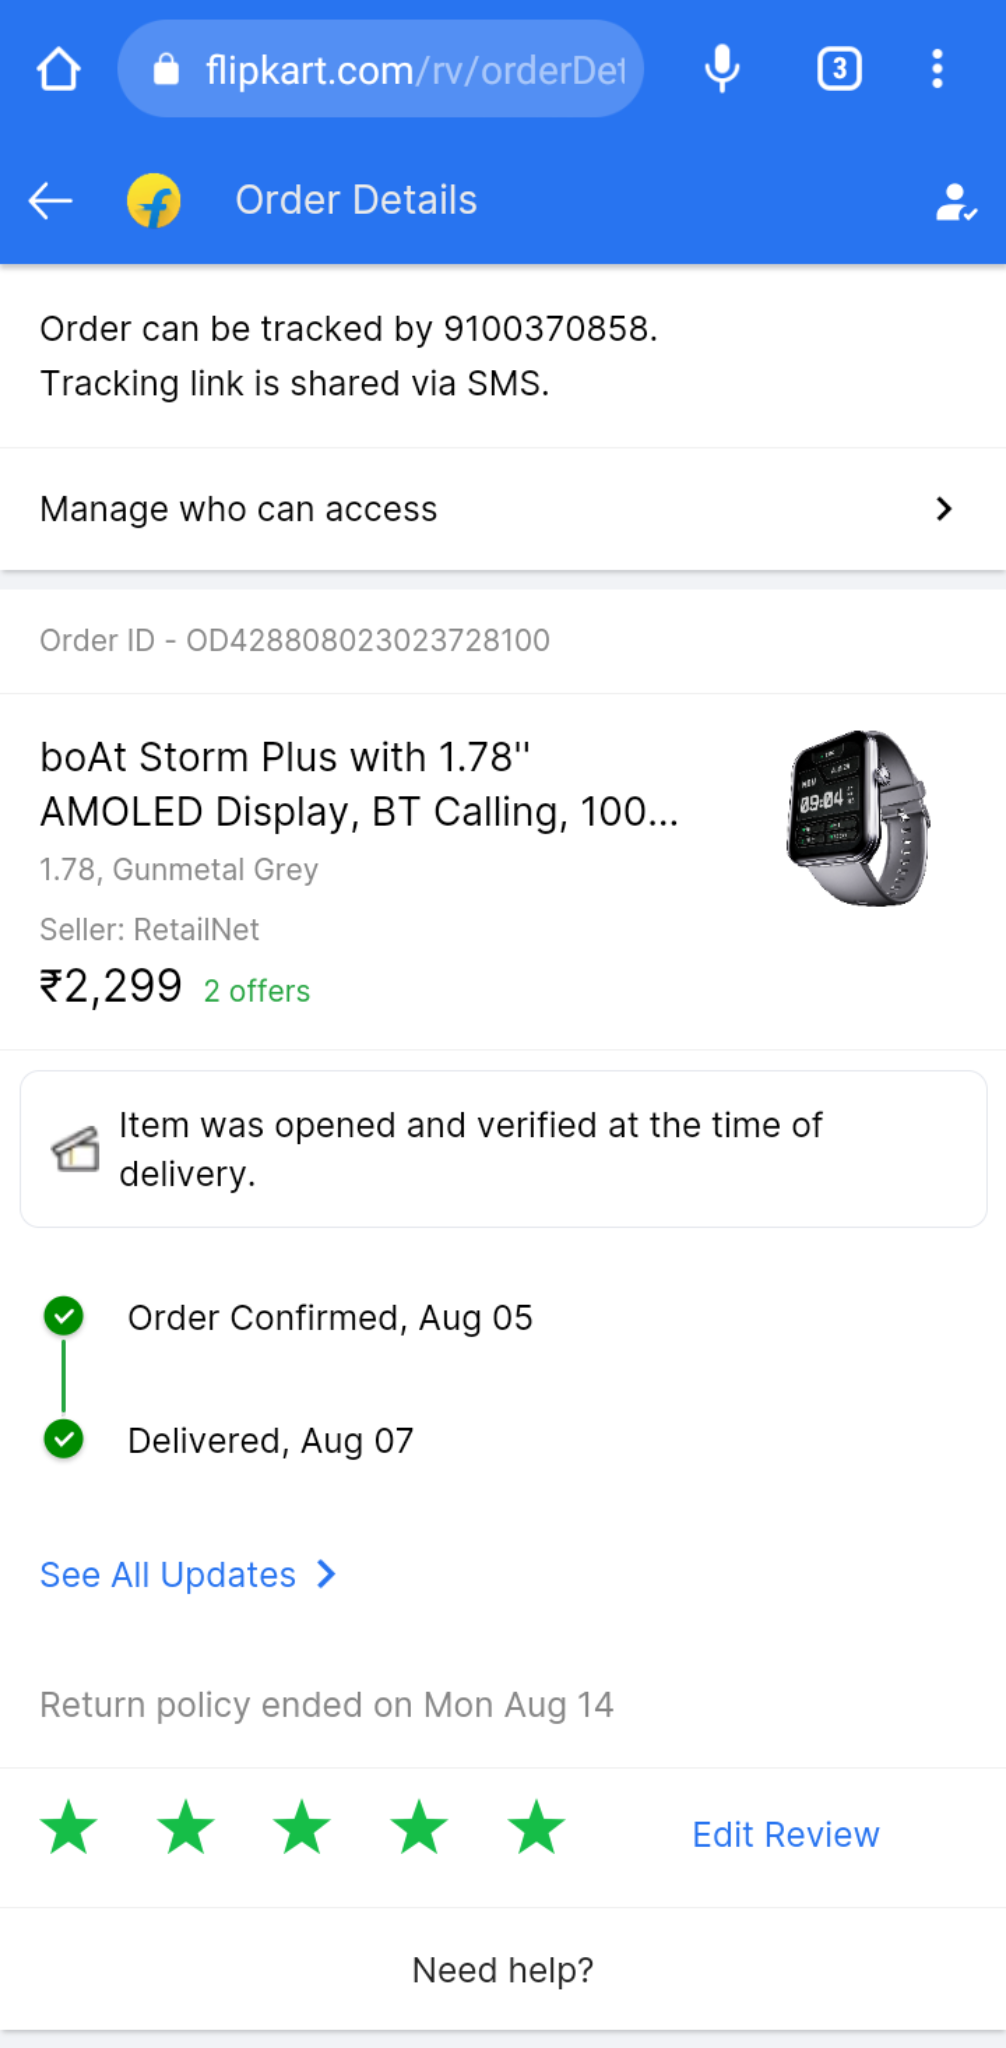 flipkart.com/rv/orderDet
3
Order Details
Order can be tracked by 9100370858.
Tracking link is shared via SMS.
Manage who can access
Order ID - OD428808023023728100
boAt Storm Plus with 1.78"
AMOLED Display, BT Calling, 100...
1.78, Gunmetal Grey
Seller: RetailNet
₹2,299 2 offers
09:04
Item was opened and verified at the time of
delivery.
Order Confirmed, Aug 05
Delivered, Aug 07
See All Updates
Return policy ended on Mon Aug 14
Edit Review
Need help?